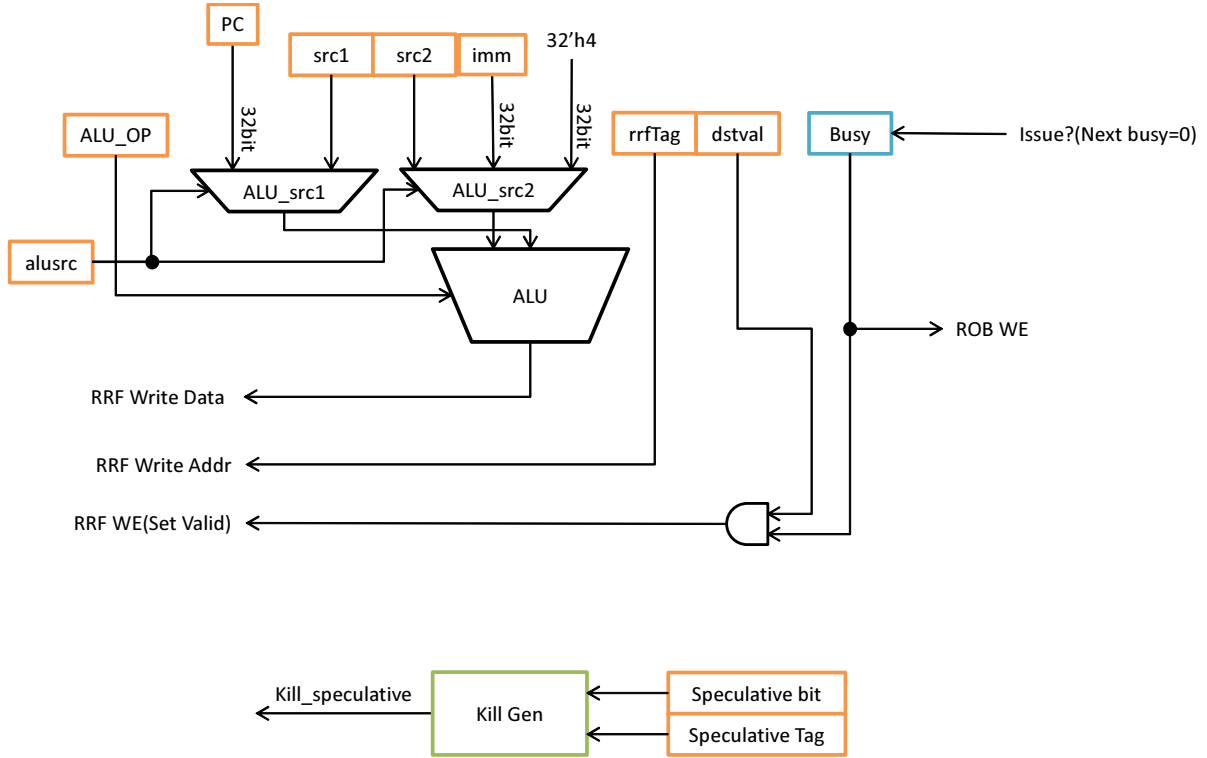 PC
src1
src2
imm
32'h4
32bit
32bit
32bit
ALU_OP
rrfTag
dstval
Busy
Issue?(Next busy=0)
ALU_src1
ALU_src2
alusrc
ALU
ROB WE
RRF Write Data
RRF Write Addr
RRF WE(Set Valid)
Kill_speculative
Kill Gen
Speculative bit
Speculative Tag